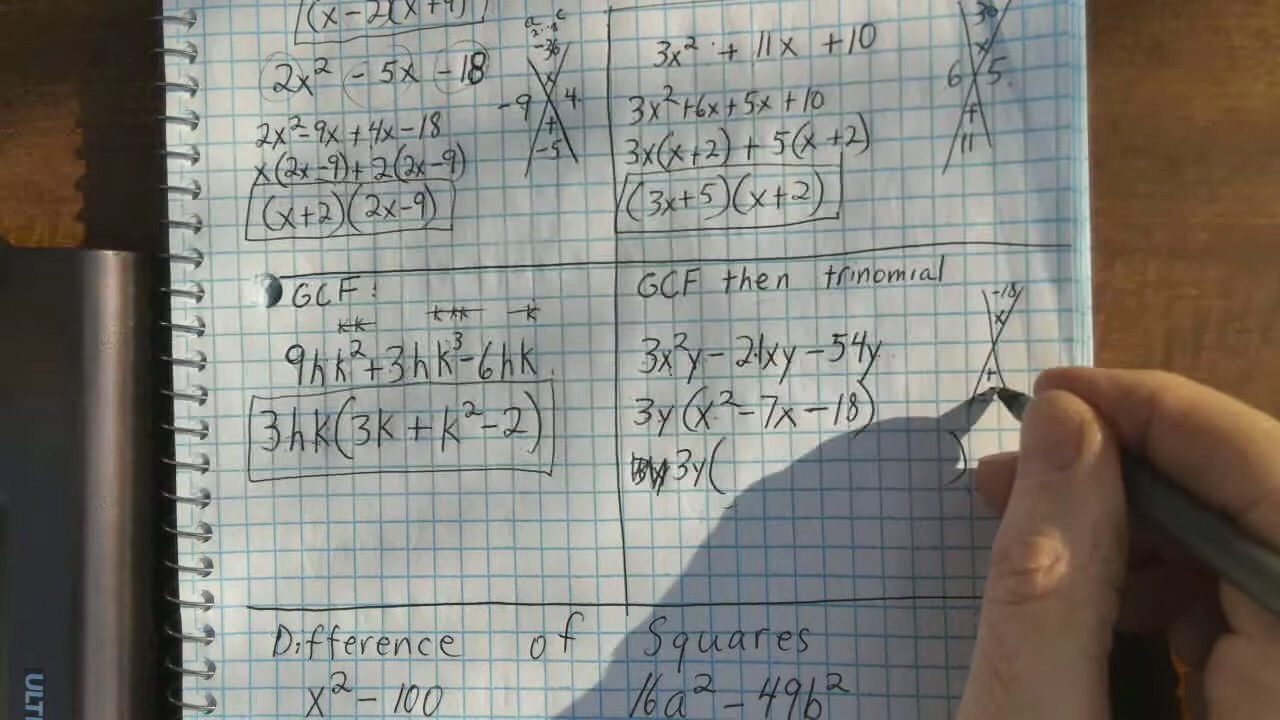 (x-2)(x+9)
2x² - 5x - 18
a c
-36
x
-9 4
+
-5
2x²-9x+4x-18
x(2x-9)+2(2x-9)
(x+2)(2x-9)
3x² + 11x + 10
30
x
6 5
+
11
3x²+6x+5x+10
3x(x+2) + 5(x+2)
(3x+5)(x+2)
GCF:
kk kkk k
9hk²+3hk³-6hk
3hk(3k+k²-2)
GCF then trinomial
3x²y-21xy-54y
3y(x²-7x-18)
3y( )
-18
x
+
Difference of Squares
x²-100
16a²-49b²
ULT